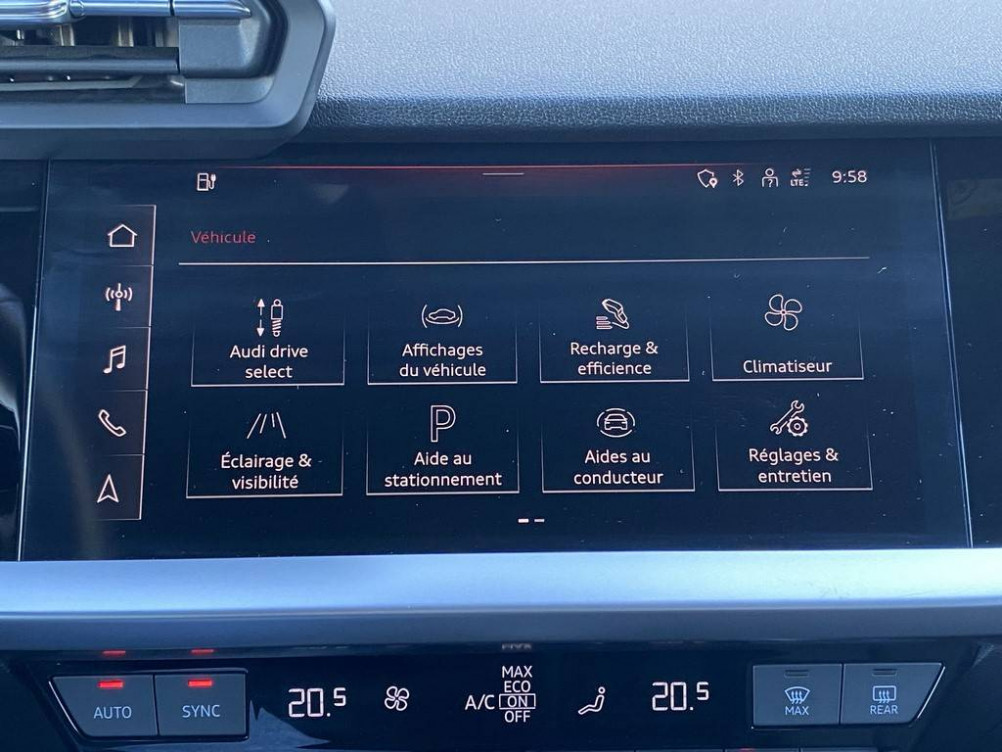 LTE 9:58
Véhicule
Audi drive
select
Affichages
du véhicule
Recharge &
efficience
Climatiseur
Éclairage &
visibilité
Aide au
stationnement
Aides au
conducteur
Réglages &
entretien
AUTO
SYNC
20.5
A/C
MAX
ECO
ON
OFF
20.5
MAX
REAR